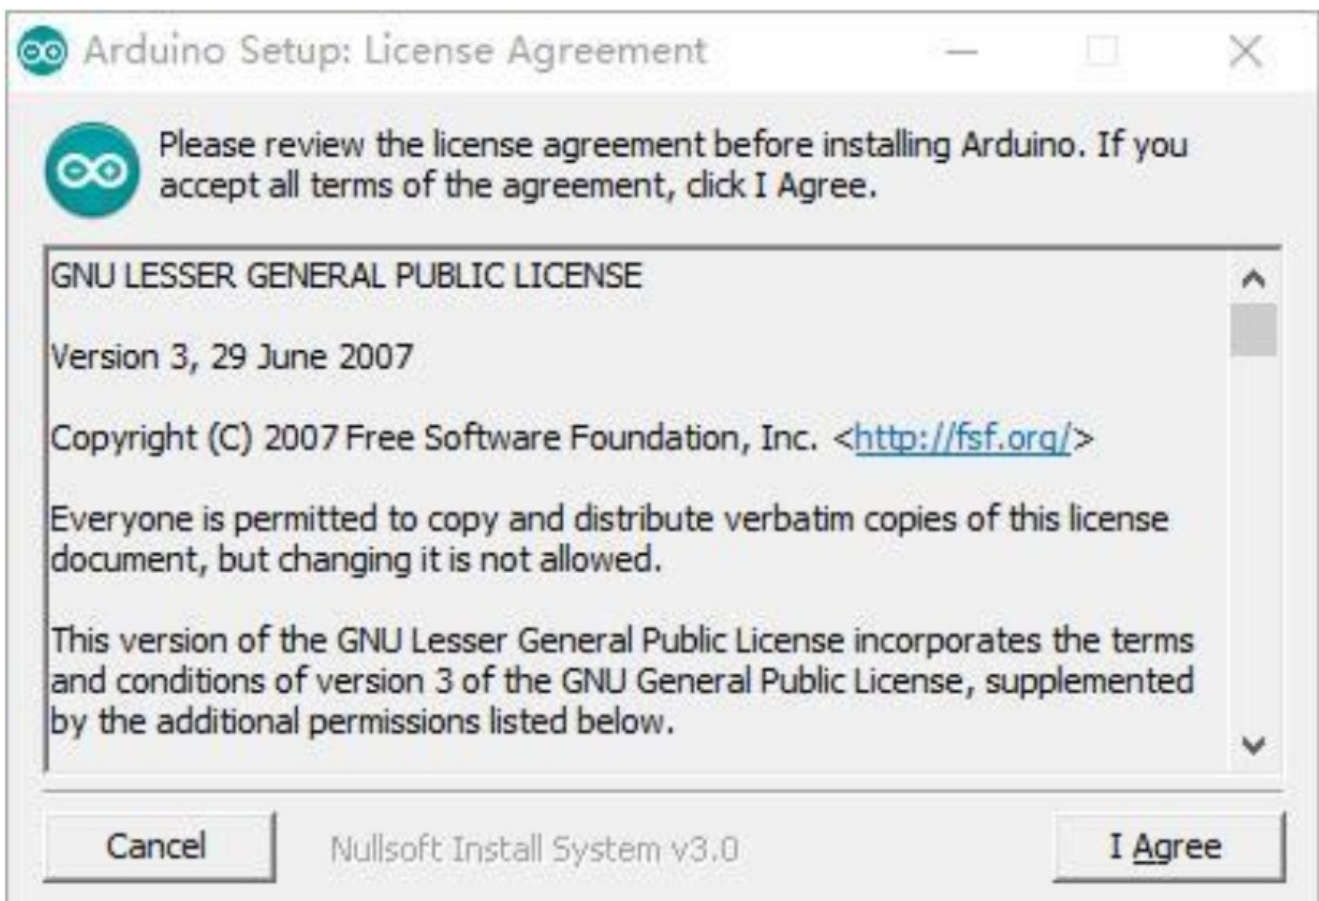 Arduino Setup: License Agreement
Please review the license agreement before installing Arduino. If you
accept all terms of the agreement, click I Agree.
GNU LESSER GENERAL PUBLIC LICENSE
Version 3, 29 June 2007
Copyright (C) 2007 Free Software Foundation, Inc. <http://fsf.org/>
Everyone is permitted to copy and distribute verbatim copies of this license
document, but changing it is not allowed.
This version of the GNU Lesser General Public License incorporates the terms
and conditions of version 3 of the GNU General Public License, supplemented
by the additional permissions listed below.
Cancel
Nullsoft Install System v3.0
I Agree